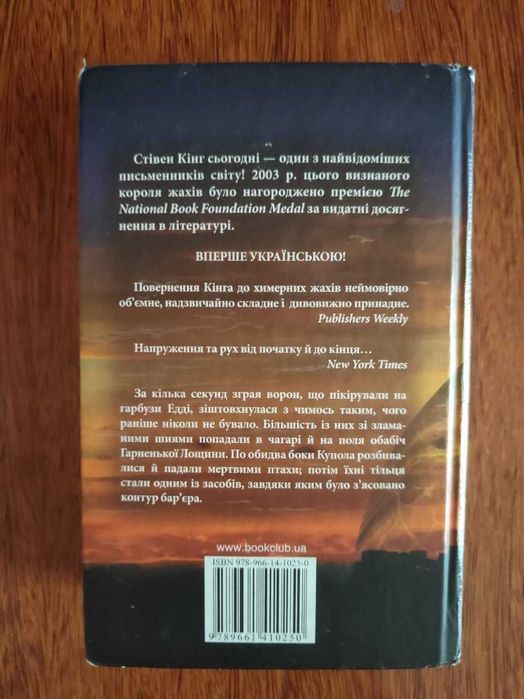 Стівен Кінг сьогодні — один з найвідоміших
письменників світу! 2003 р. цього визнаного
короля жахів було нагороджено премією The
National Book Foundation Medal за видатні досяг-
нення в літературі.
ВПЕРШЕ УКРАЇНСЬКОЮ!
Повернення Кінга до химерних жахів неймовірно
об’ємне, надзвичайно складне і дивовижно принадне.
Publishers Weekly
Напруження та рух від початку й до кінця...
New York Times
За кілька секунд зграя ворон, що пікірували на
гарбузи Едді, зіштовхнулася з чимось таким, чого
раніше ніколи не бувало. Більшість із них зі злама-
ними шиями попадали в чагарі й на поля обабіч
Гарненької Лощини. По обидва боки Купола розбива-
лися й падали мертвими птахи; потім їхні тільця
стали одним із засобів, завдяки яким було з’ясовано
контур бар’єра.
www.bookclub.ua
ISBN 978-966-14-1025-0
9789661410250